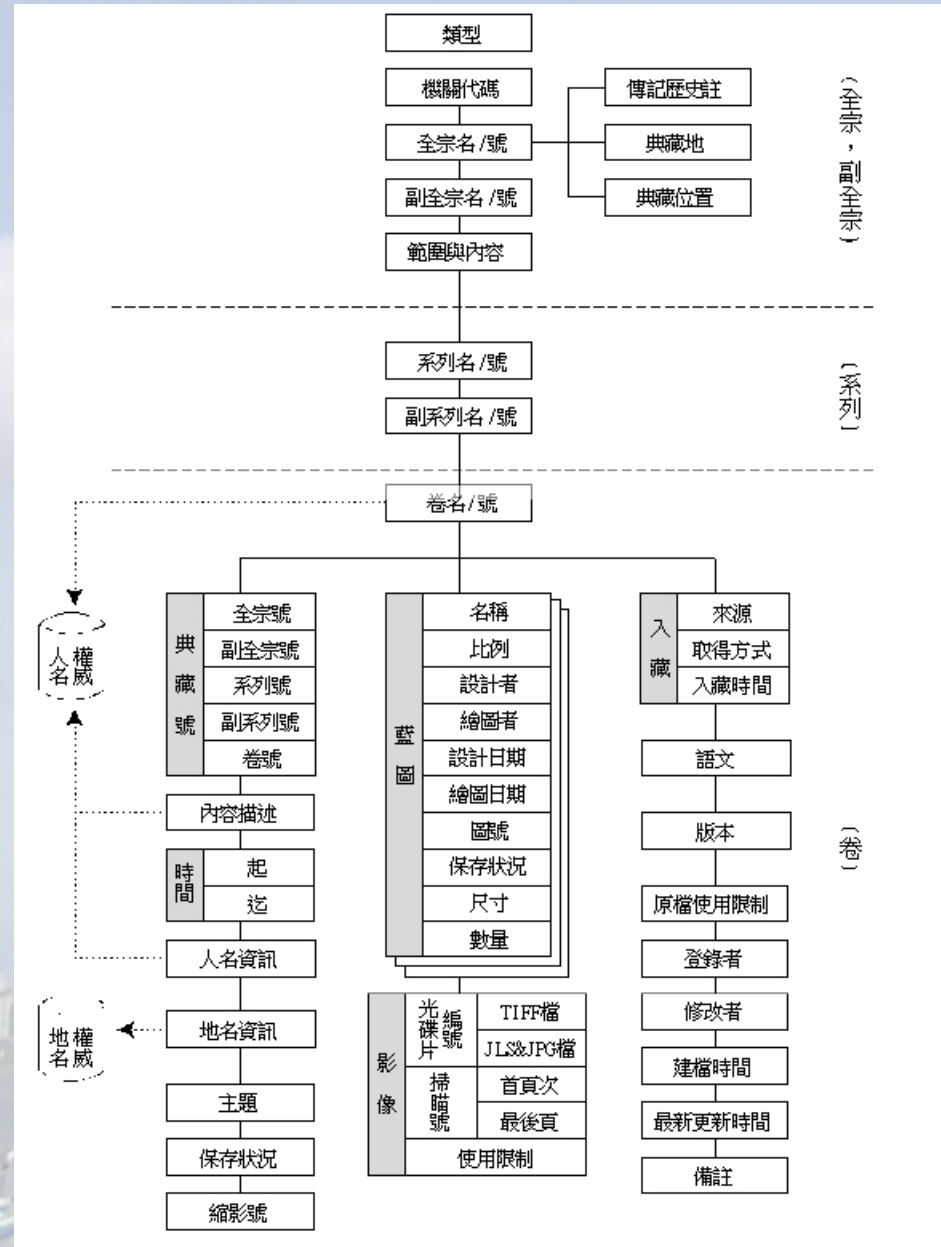 類型
機關代碼
傳記歷史註
全宗名/號
典藏地
副全宗名/號
典藏位置
範圍與內容
(全宗,副全宗)
系列名/號
副系列名/號
(系列)
卷名/號
人名權威
地名權威
典藏號
全宗號
副全宗號
系列號
副系列號
卷號
內容描述
時間
起
迄
人名資訊
地名資訊
主題
保存狀況
縮影號
藍圖
名稱
比例
設計者
繪圖者
設計日期
繪圖日期
圖號
保存狀況
尺寸
數量
影像
光碟片編號
TIFF檔
JLS&JPG檔
掃瞄號
首頁次
最後頁
使用限制
入藏
來源
取得方式
入藏時間
語文
版本
原檔使用限制
登錄者
修改者
建檔時間
最新更新時間
備註
(卷)